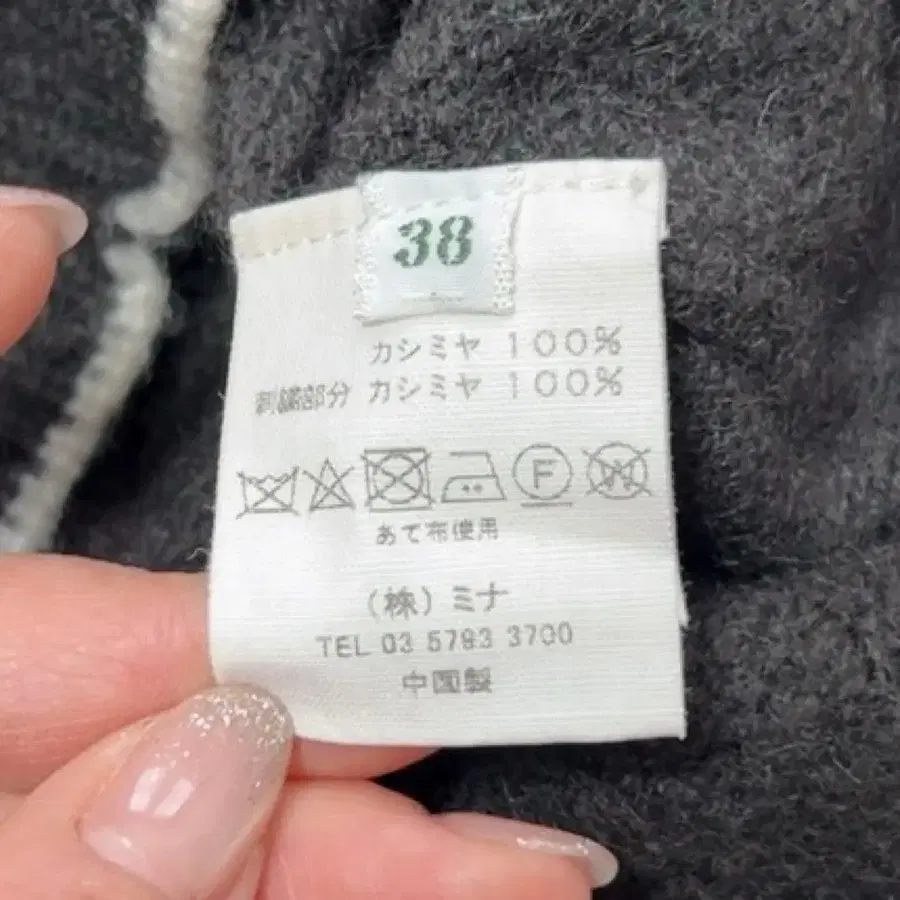 38
カシミヤ 100%
刺繍部分 カシミヤ 100%
F
W
あて布使用
(株) ミナ
TEL 03 5793 3700
中国製